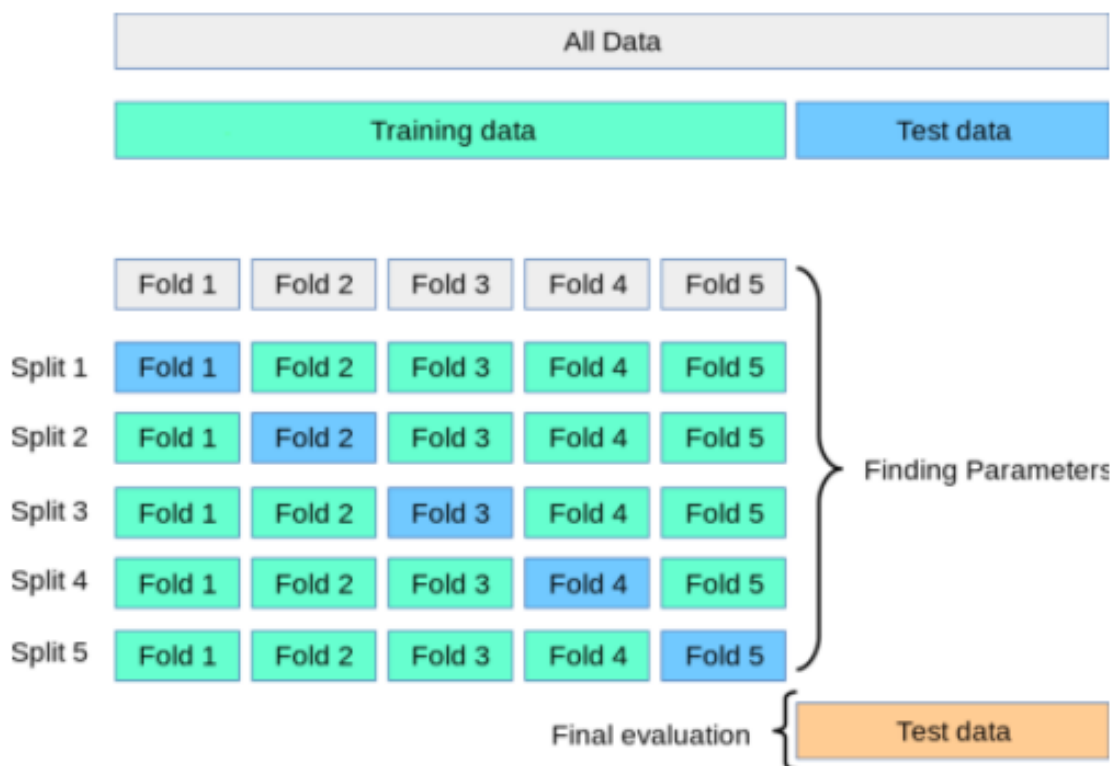 All Data
Training data Test data
Fold 1 Fold 2 Fold 3 Fold 4 Fold 5
Split 1 Fold 1 Fold 2 Fold 3 Fold 4 Fold 5
Split 2 Fold 1 Fold 2 Fold 3 Fold 4 Fold 5
Finding Parameters
Split 3 Fold 1 Fold 2 Fold 3 Fold 4 Fold 5
Split 4 Fold 1 Fold 2 Fold 3 Fold 4 Fold 5
Split 5 Fold 1 Fold 2 Fold 3 Fold 4 Fold 5
Final evaluation Test data